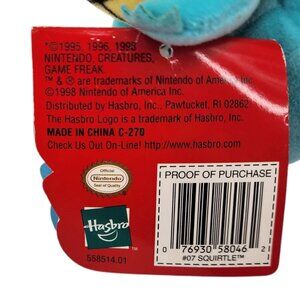 ©1995, 1996, 1998
NINTENDO, CREATURES,
GAME FREAK.
™ & ® are trademarks of Nintendo of America Inc.
©1998 Nintendo of America Inc.
Distributed by Hasbro, Inc., Pawtucket, RI 02862
The Hasbro Logo is a trademark of Hasbro, Inc.
MADE IN CHINA C-270
Check Us Out On-Line! http://www.hasbro.com
Official
Nintendo
Seal of Quality
Hasbro
558514.01
PROOF OF PURCHASE
0 76930 58046 2
#07 SQUIRTLE™